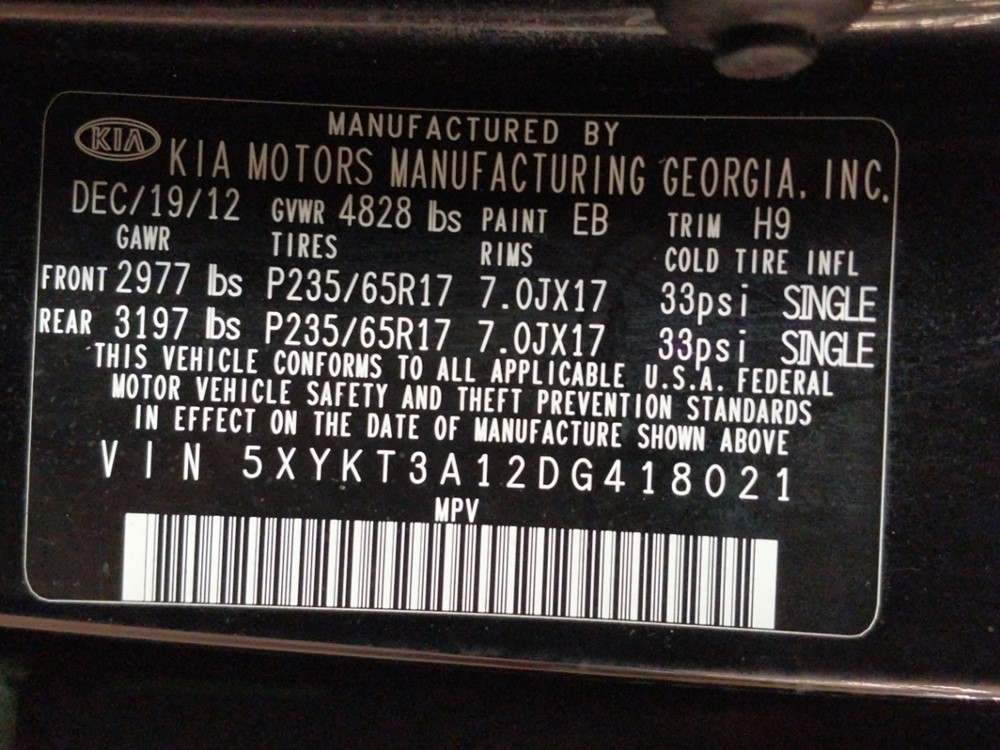 MANUFACTURED BY
KIA KIA MOTORS MANUFACTURING GEORGIA, INC.
DEC/19/12 GVWR 4828 lbs PAINT EB TRIM H9
GAWR TIRES RIMS COLD TIRE INFL
FRONT 2977 lbs P235/65R17 7.0JX17 33psi SINGLE
REAR 3197 lbs P235/65R17 7.0JX17 33psi SINGLE
THIS VEHICLE CONFORMS TO ALL APPLICABLE U.S.A. FEDERAL
MOTOR VEHICLE SAFETY AND THEFT PREVENTION STANDARDS
IN EFFECT ON THE DATE OF MANUFACTURE SHOWN ABOVE
VIN 5XYKT3A12DG418021
MPV